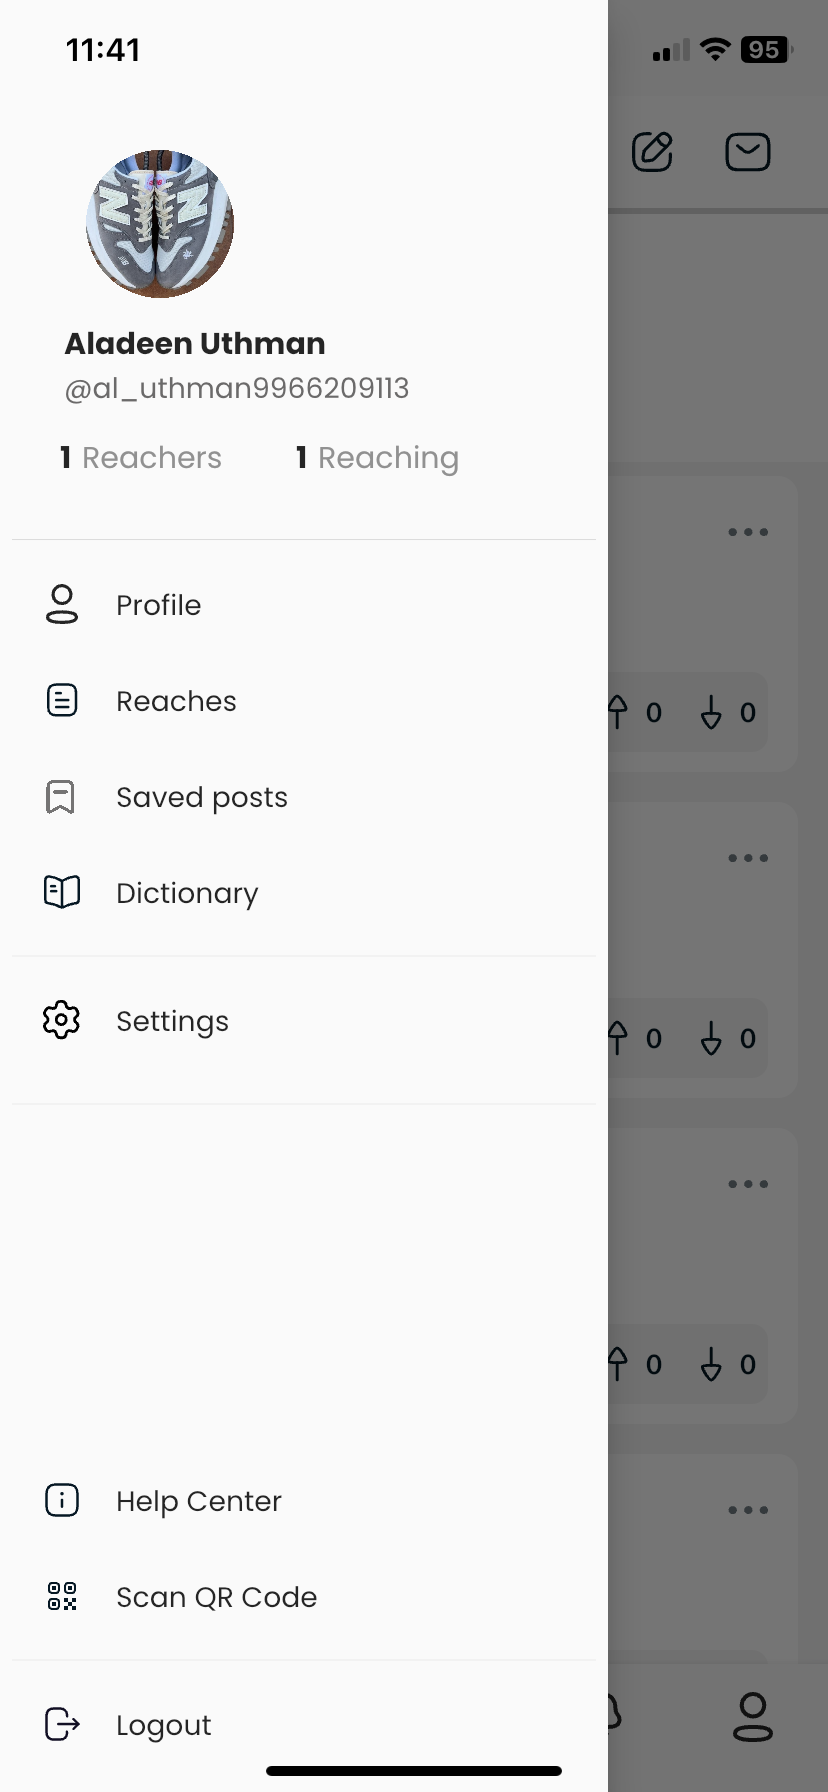 11:41
95
Aladeen Uthman
@al_uthman9966209113
1 Reachers 1 Reaching
Profile
Reaches
0 0
Saved posts
Dictionary
Settings
0 0
0 0
Help Center
Scan QR Code
Logout